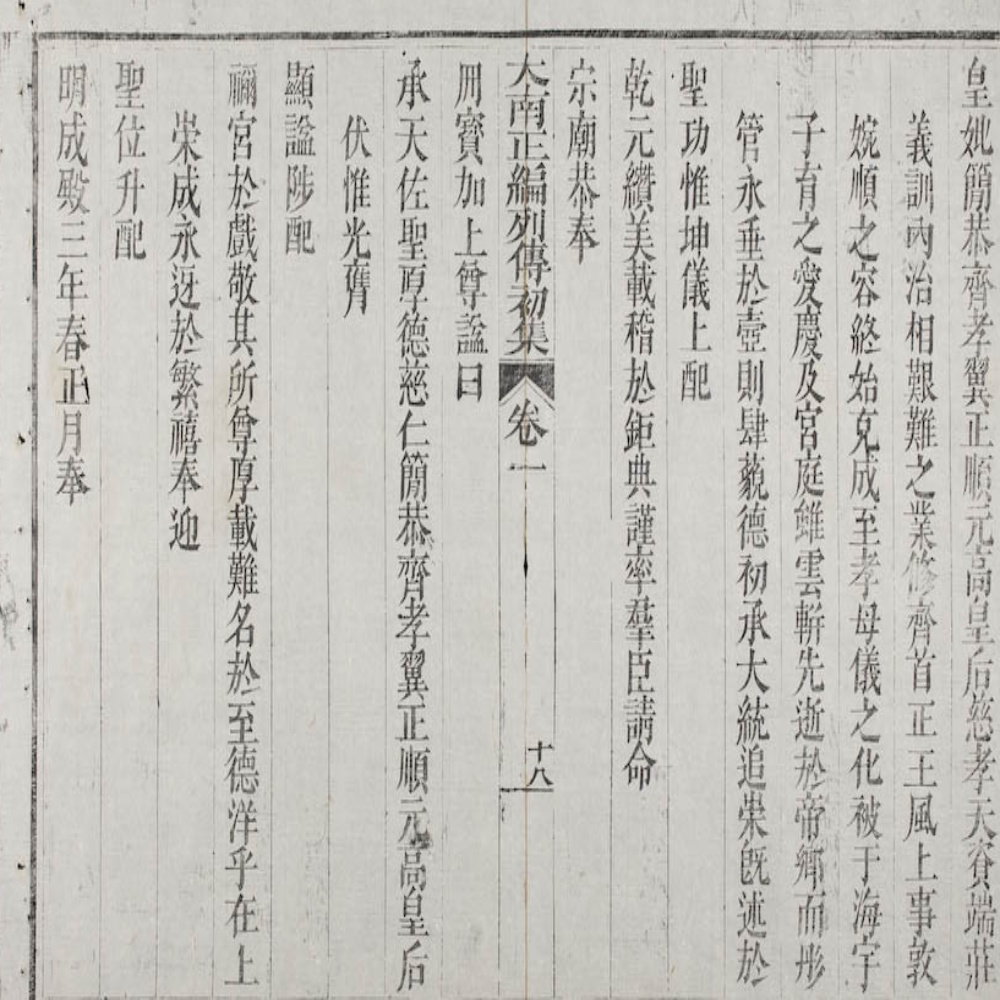 皇妣簡恭齊孝翼正順元高皇后慈孝天賚端莊
義訓内治相艱難之業修齊首正王風上事敦
婉順之容終始克成至孝母儀之化被于海宇
子育之愛慶及宮庭雖雲軿先逝於帝鄉而彤
管永垂於壼則肆藐德初承大統追崇旣述於
聖功惟坤儀上配
乾元纘美載稽於鉅典謹率羣臣請命
宗廟恭奉
大南正編列傳初集 卷一 十八
冊寶加上尊謚曰
承天佐聖厚德慈仁簡恭齊孝翼正順元高皇后
伏惟光膺
顯謚陟配
禰宮於戲敬其所尊厚載難名於至德洋乎在上
崇成永迓於繁禧奉迎
聖位升配
明成殿三年春正月奉